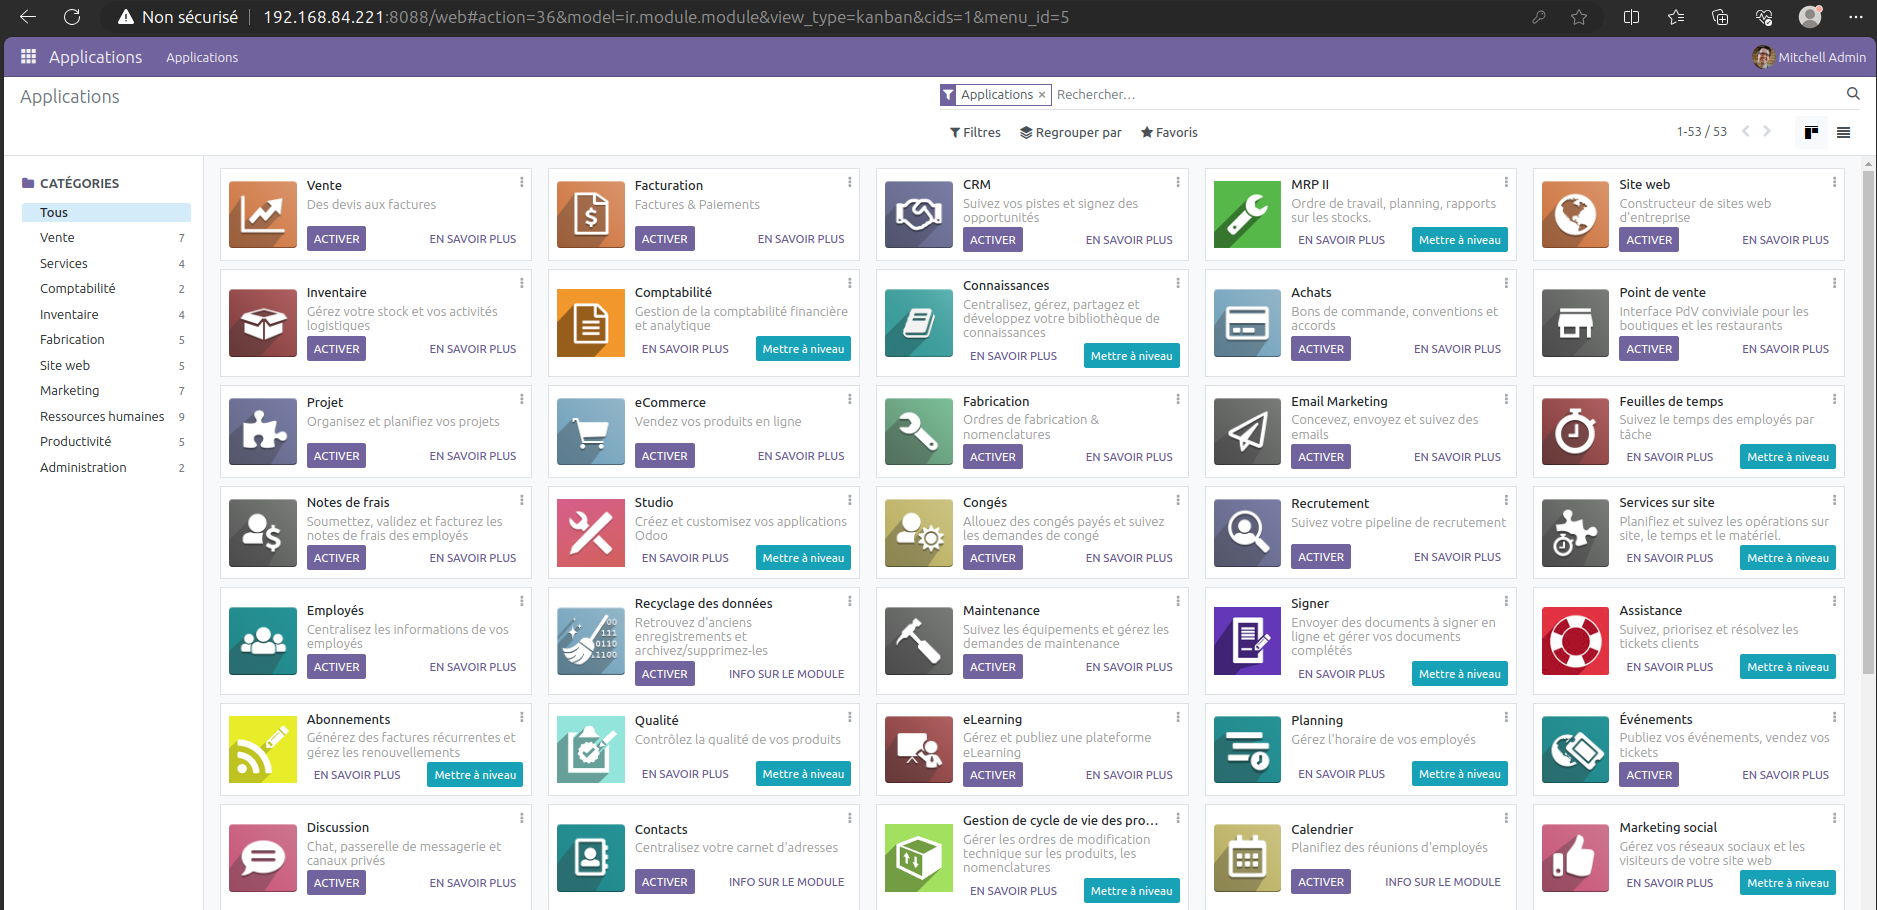 Non sécurisé 192.168.84.221:8088/web#action=36&model=ir.module.module&view_type=kanban&cids=1&menu_id=5
Applications Applications Mitchell Admin
Applications
Applications × Rechercher...
Filtres Regrouper par Favoris 1-53 / 53
CATÉGORIES
Tous
Vente 7
Services 4
Comptabilité 2
Inventaire 4
Fabrication 5
Site web 5
Marketing 7
Ressources humaines 9
Productivité 5
Administration 2
Vente
Des devis aux factures
ACTIVER EN SAVOIR PLUS
Facturation
Factures & Paiements
ACTIVER EN SAVOIR PLUS
CRM
Suivez vos pistes et signez des
opportunités
ACTIVER EN SAVOIR PLUS
MRP II
Ordre de travail, planning, rapports
sur les stocks.
EN SAVOIR PLUS Mettre à niveau
Site web
Constructeur de sites web
d'entreprise
ACTIVER EN SAVOIR PLUS
Inventaire
Gérez votre stock et vos activités
logistiques
ACTIVER EN SAVOIR PLUS
Comptabilité
Gestion de la comptabilité financière
et analytique
EN SAVOIR PLUS Mettre à niveau
Connaissances
Centralisez, gérez, partagez et
développez votre bibliothèque de
connaissances
EN SAVOIR PLUS Mettre à niveau
Achats
Bons de commande, conventions et
accords
ACTIVER EN SAVOIR PLUS
Point de vente
Interface PdV conviviale pour les
boutiques et les restaurants
ACTIVER EN SAVOIR PLUS
Projet
Organisez et planifiez vos projets
ACTIVER EN SAVOIR PLUS
eCommerce
Vendez vos produits en ligne
ACTIVER EN SAVOIR PLUS
Fabrication
Ordres de fabrication &
nomenclatures
ACTIVER EN SAVOIR PLUS
Email Marketing
Concevez, envoyez et suivez des
emails
ACTIVER EN SAVOIR PLUS
Feuilles de temps
Suivez le temps des employés par
tâche
EN SAVOIR PLUS Mettre à niveau
Notes de frais
Soumettez, validez et facturez les
notes de frais des employés
ACTIVER EN SAVOIR PLUS
Studio
Créez et customisez vos applications
Odoo
EN SAVOIR PLUS Mettre à niveau
Congés
Allouez des congés payés et suivez
les demandes de congé
ACTIVER EN SAVOIR PLUS
Recrutement
Suivez votre pipeline de recrutement
ACTIVER EN SAVOIR PLUS
Services sur site
Planifiez et suivez les opérations sur
site, le temps et le matériel.
EN SAVOIR PLUS Mettre à niveau
Employés
Centralisez les informations de vos
employés
ACTIVER EN SAVOIR PLUS
Recyclage des données
Retrouvez d'anciens
enregistrements et
archivez/supprimez-les
ACTIVER INFO SUR LE MODULE
Maintenance
Suivez les équipements et gérez les
demandes de maintenance
ACTIVER EN SAVOIR PLUS
Signer
Envoyer des documents à signer en
ligne et gérer vos documents
complétés
EN SAVOIR PLUS Mettre à niveau
Assistance
Suivez, priorisez et résolvez les
tickets clients
EN SAVOIR PLUS Mettre à niveau
Abonnements
Générez des factures récurrentes et
gérez les renouvellements
EN SAVOIR PLUS Mettre à niveau
Qualité
Contrôlez la qualité de vos produits
EN SAVOIR PLUS Mettre à niveau
eLearning
Gérez et publiez une plateforme
eLearning
ACTIVER EN SAVOIR PLUS
Planning
Gérez l'horaire de vos employés
EN SAVOIR PLUS Mettre à niveau
Événements
Publiez vos événements, vendez vos
tickets
ACTIVER EN SAVOIR PLUS
Discussion
Chat, passerelle de messagerie et
canaux privés
ACTIVER EN SAVOIR PLUS
Contacts
Centralisez votre carnet d'adresses
ACTIVER INFO SUR LE MODULE
Gestion de cycle de vie des pro...
Gérer les ordres de modification
technique sur les produits, les
nomenclatures
EN SAVOIR PLUS Mettre à niveau
Calendrier
Planifiez des réunions d'employés
ACTIVER INFO SUR LE MODULE
Marketing social
Gérez vos réseaux sociaux et les
visiteurs de votre site web
EN SAVOIR PLUS Mettre à niveau